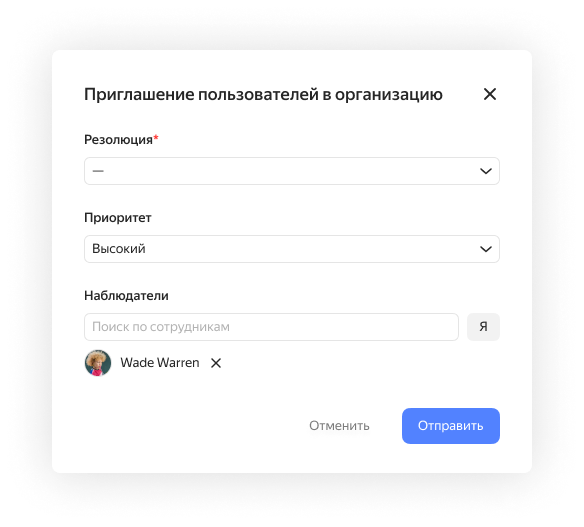 Приглашение пользователей в организацию
Резолюция*
—
Приоритет
Высокий
Наблюдатели
Поиск по сотрудникам
Я
Wade Warren
Отменить
Отправить